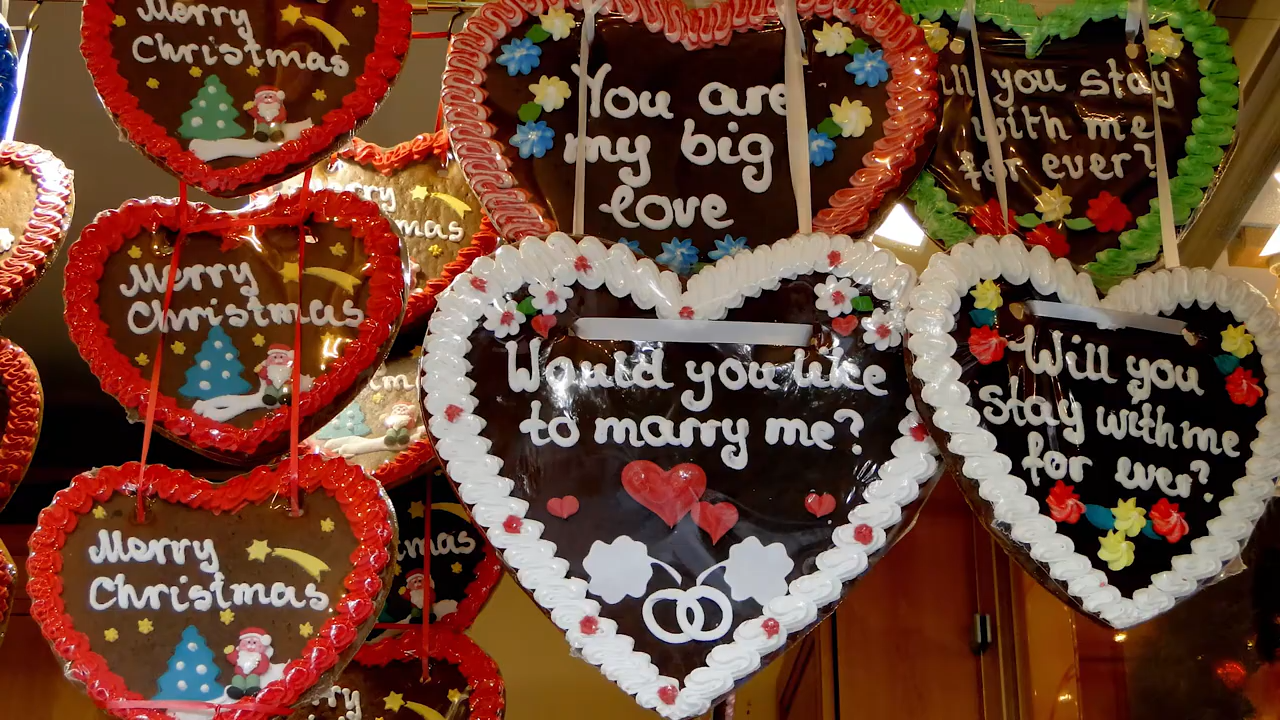 Merry
Christmas
Merry
Christmas
Merry
Christmas
You are
my big
love
you stay
with me
for ever?
Would you like
to marry me?
Will you
stay with me
for ever?